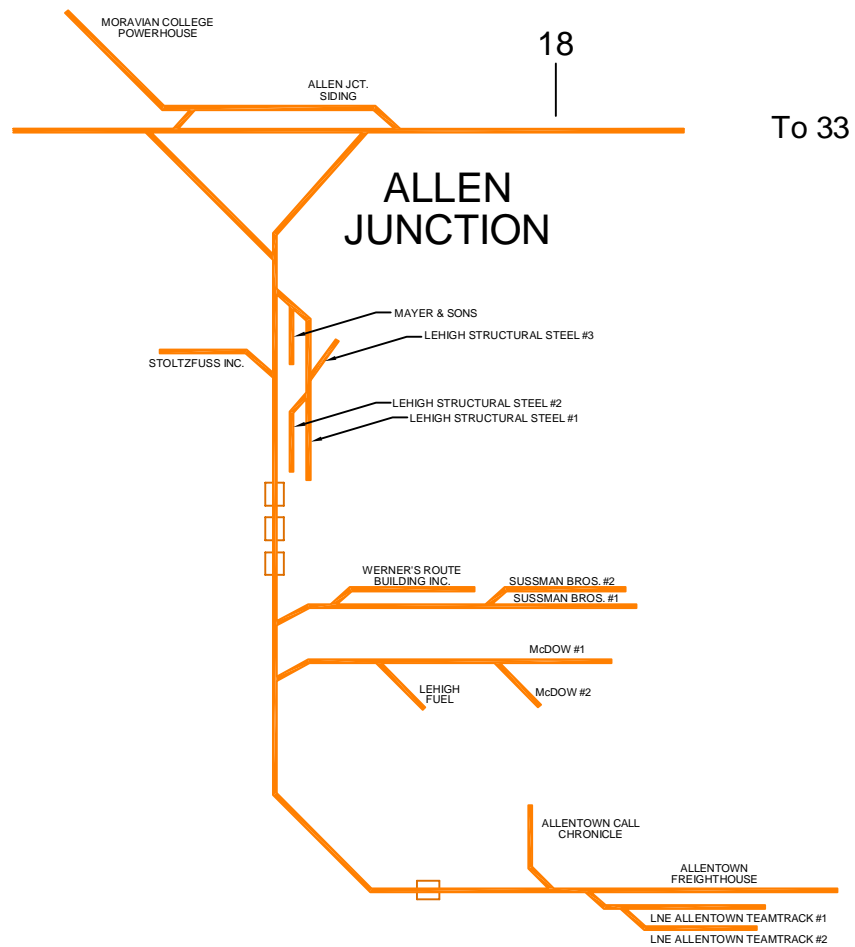 MORAVIAN COLLEGE
POWERHOUSE
18
ALLEN JCT.
SIDING
To 33
ALLEN
JUNCTION
MAYER & SONS
LEHIGH STRUCTURAL STEEL #3
STOLTZFUSS INC.
LEHIGH STRUCTURAL STEEL #2
LEHIGH STRUCTURAL STEEL #1
WERNER'S ROUTE
BUILDING INC.
SUSSMAN BROS. #2
SUSSMAN BROS. #1
McDOW #1
LEHIGH
FUEL
McDOW #2
ALLENTOWN CALL
CHRONICLE
ALLENTOWN
FREIGHTHOUSE
LNE ALLENTOWN TEAMTRACK #1
LNE ALLENTOWN TEAMTRACK #2